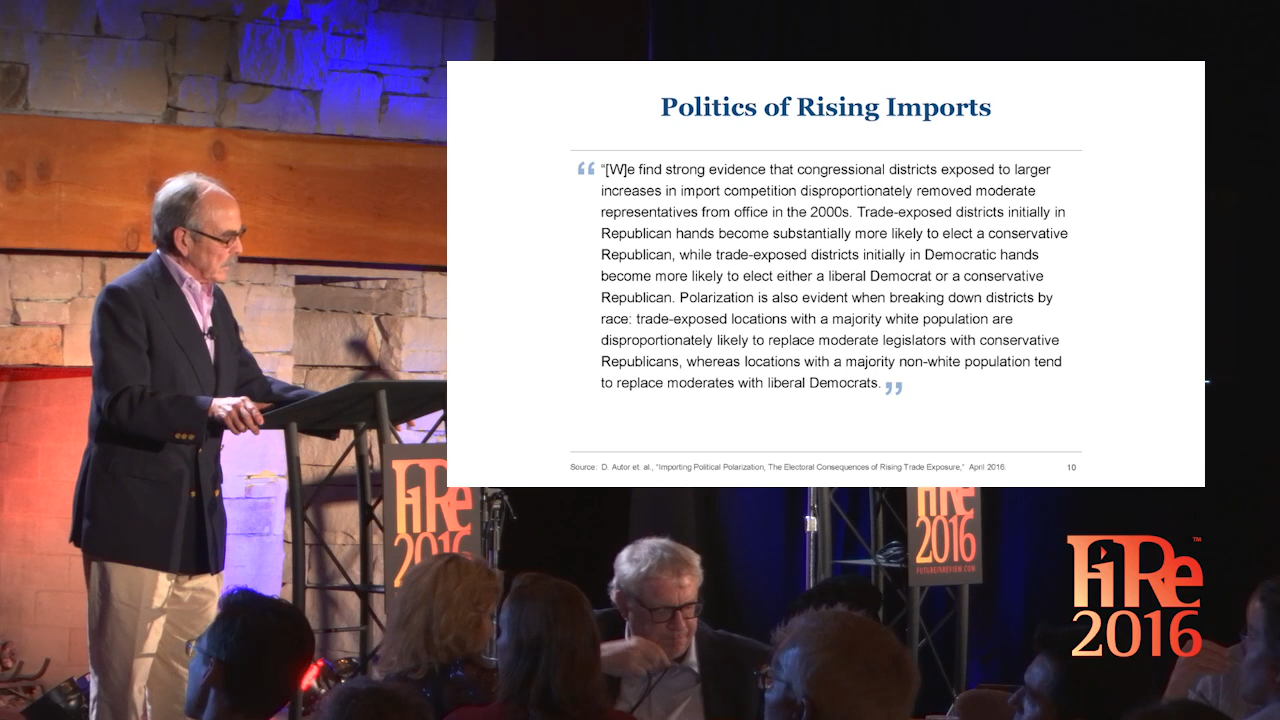 Politics of Rising Imports
“ “[W]e find strong evidence that congressional districts exposed to larger
increases in import competition disproportionately removed moderate
representatives from office in the 2000s. Trade-exposed districts initially in
Republican hands become substantially more likely to elect a conservative
Republican, while trade-exposed districts initially in Democratic hands
become more likely to elect either a liberal Democrat or a conservative
Republican. Polarization is also evident when breaking down districts by
race: trade-exposed locations with a majority white population are
disproportionately likely to replace moderate legislators with conservative
Republicans, whereas locations with a majority non-white population tend
to replace moderates with liberal Democrats. ”
Source: D. Autor et. al., “Importing Political Polarization, The Electoral Consequences of Rising Trade Exposure,” April 2016.
10
FiRe
2016
FiRe
2016
FUTUREINREVIEW.COM
FiRe™
2016